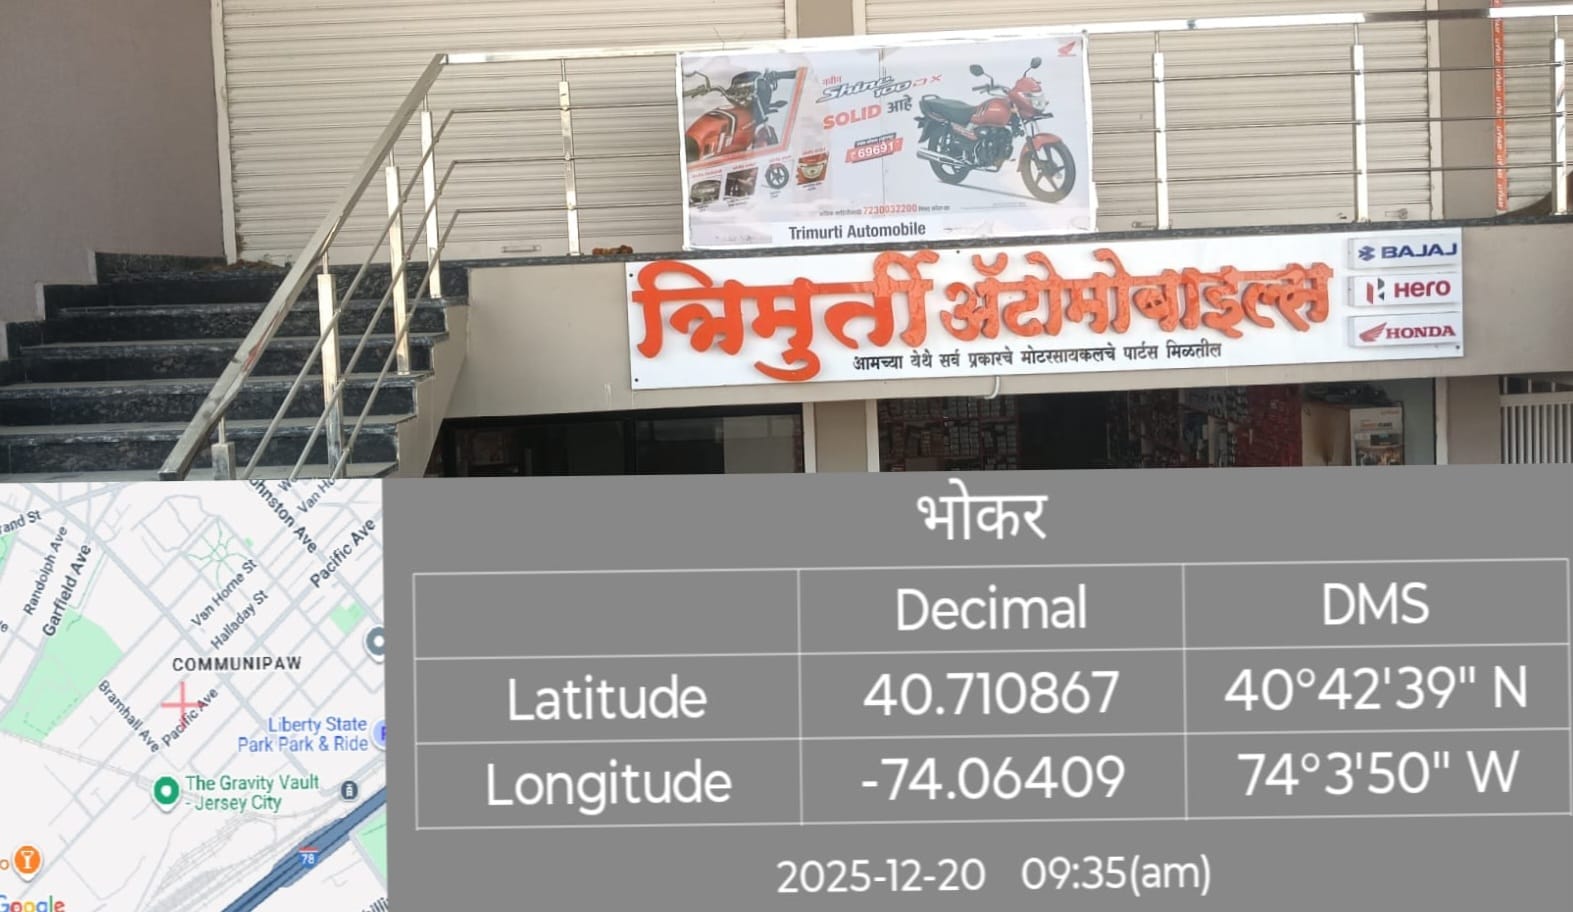 नवीन
Shine 100 DX
SOLID आहे
₹ 69691
7230032200
Trimurti Automobile
त्रिमुर्ती ॲटोमोबाईल्स
आमच्या येथे सर्व प्रकारचे मोटरसायकलचे पार्टस मिळतील
BAJAJ
Hero
HONDA
भोकर
Decimal DMS
Latitude 40.710867 40°42'39" N
Longitude -74.06409 74°3'50" W
2025-12-20 09:35(am)
Johnston Ave
Pacific Ave
Randolph Ave
Garfield Ave
Van Horne St
Halladay St
COMMUNIPAW
Bramhall Ave
Pacific Ave
Liberty State
Park Park & Ride
The Gravity Vault
- Jersey City
78
Google